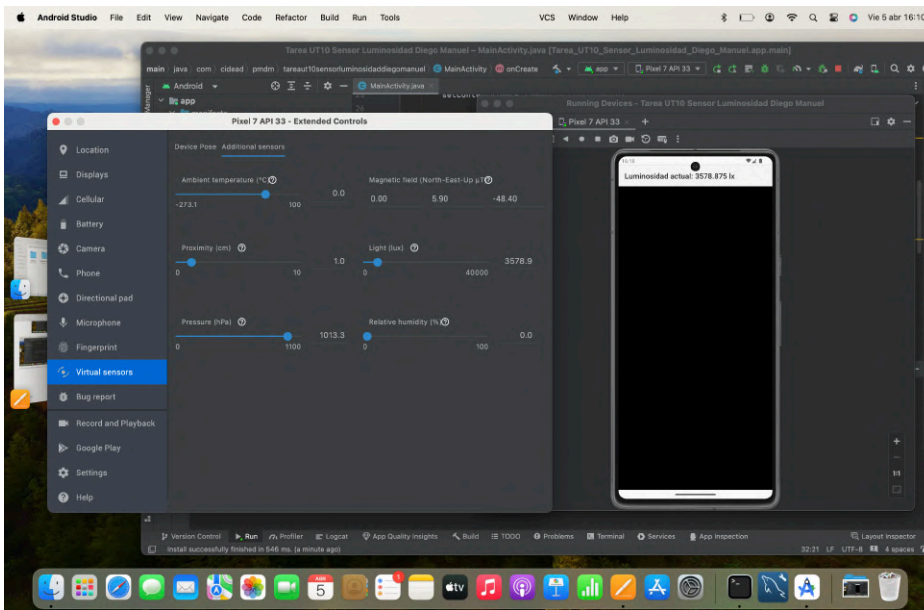 Android Studio File Edit View Navigate Code Refactor Build Run Tools VCS Window Help Vie 5 abr 16:10
Tarea UT10 Sensor Luminosidad Diego Manuel – MainActivity.java [Tarea_UT10_Sensor_Luminosidad_Diego_Manuel.app.main]
main java com cidead pmdm tareaut10sensorluminosidaddiegomanuel MainActivity onCreate app Pixel 7 API 33
Android MainActivity.java
app
Running Devices - Tarea UT10 Sensor Luminosidad Diego Manuel
Pixel 7 API 33
Pixel 7 API 33 - Extended Controls
Location
Displays
Cellular
Battery
Camera
Phone
Directional pad
Microphone
Fingerprint
Virtual sensors
Bug report
Record and Playback
Google Play
Settings
Help
Device Pose Additional sensors
Ambient temperature (°C)
0.0
-273.1 100
Magnetic field (North-East-Up µT)
0.00 5.90 -48.40
Proximity (cm)
1.0
0 10
Light (lux)
3578.9
0 40000
Pressure (hPa)
1013.3
0 1100
Relative humidity (%)
0.0
0 100
Luminosidad actual: 3578.875 lx
1:1
Version Control Run Profiler Logcat App Quality Insights Build TODO Problems Terminal Services App Inspection Layout Inspector
Install successfully finished in 546 ms. (a minute ago) 32:21 LF UTF-8 4 spaces
5
1
tv